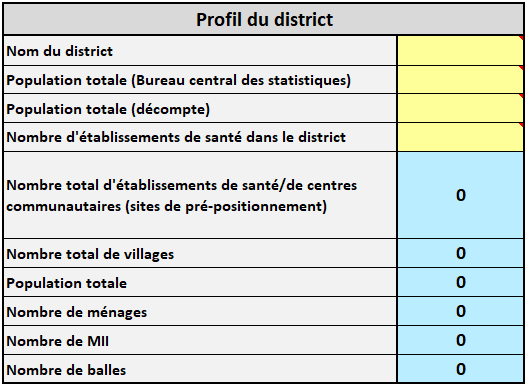 Profil du district
Nom du district
Population totale (Bureau central des statistiques)
Population totale (décompte)
Nombre d'établissements de santé dans le district
Nombre total d'établissements de santé/de centres
communautaires (sites de pré-positionnement)
0
Nombre total de villages 0
Population totale 0
Nombre de ménages 0
Nombre de MII 0
Nombre de balles 0